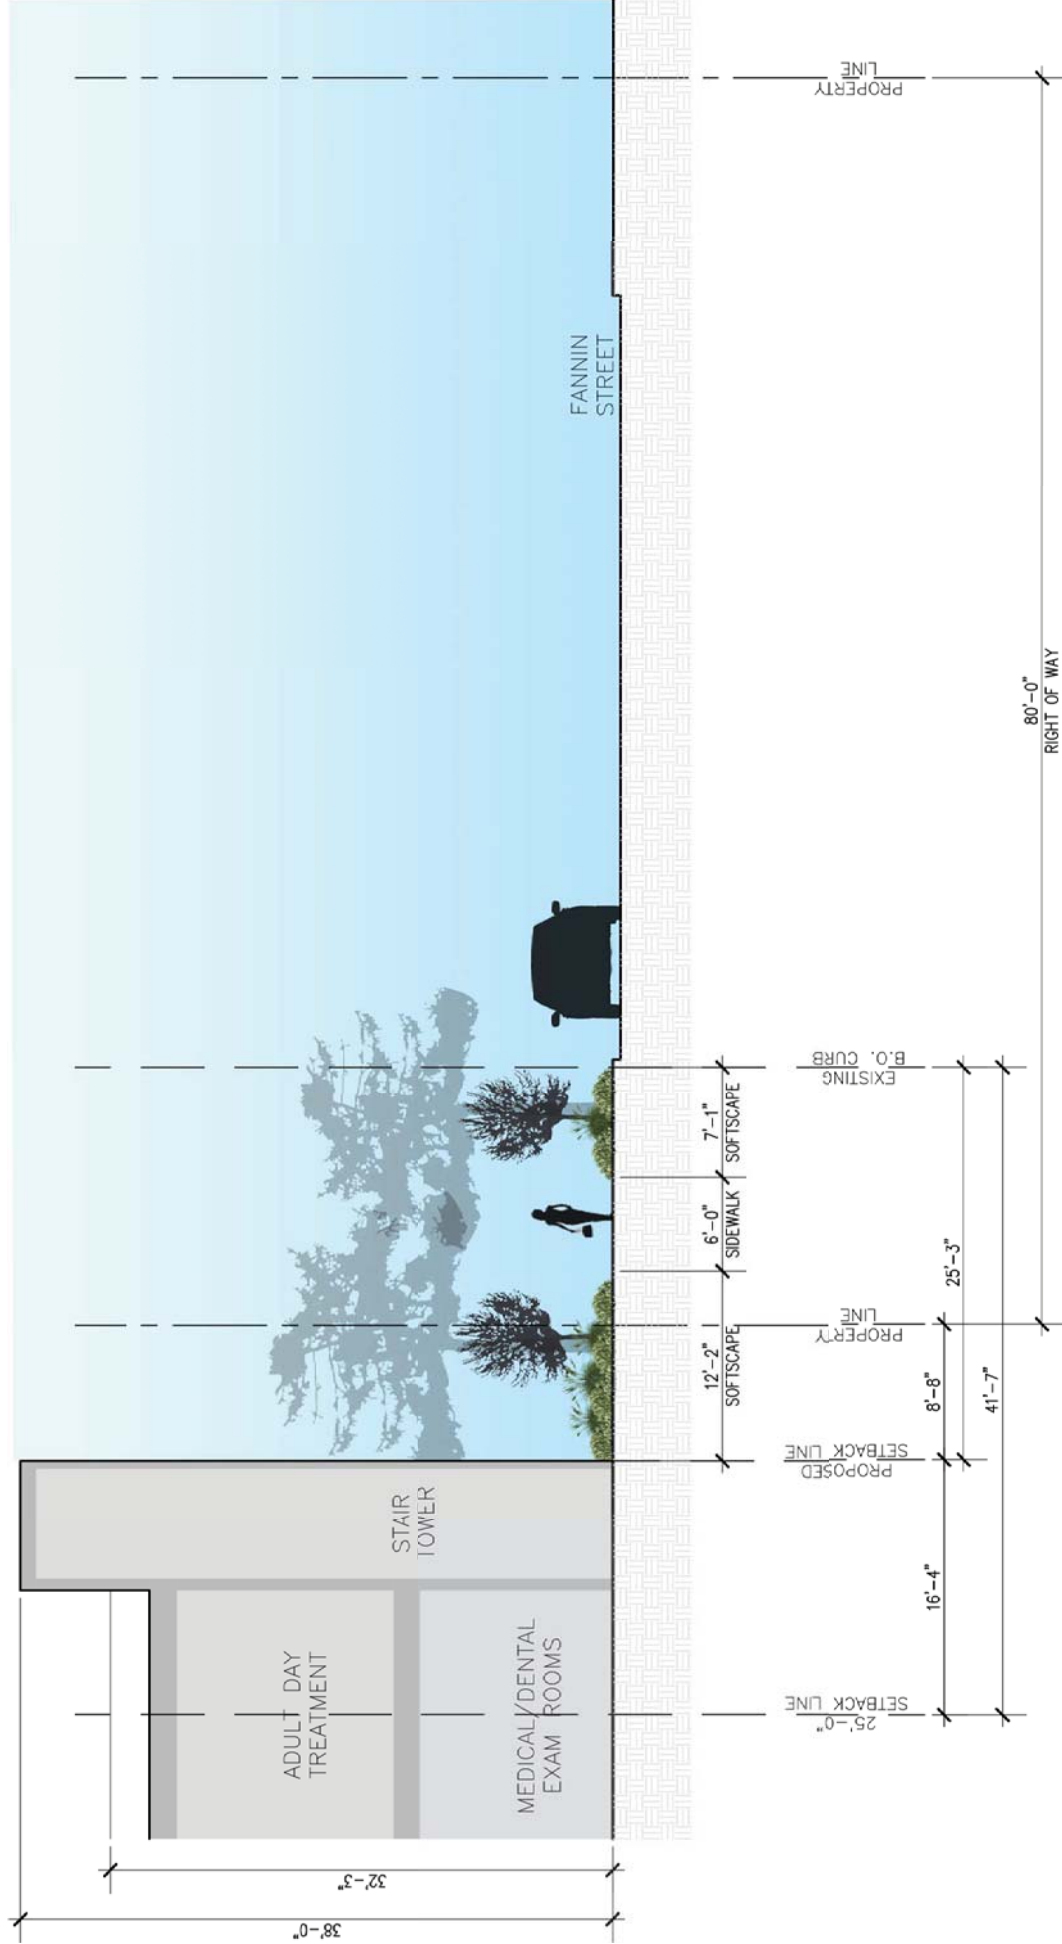 38'-0"
32'-3"
ADULT DAY
TREATMENT
MEDICAL/DENTAL
EXAM ROOMS
STAIR
TOWER
FANNIN
STREET
12'-2"
SOFTSCAPE
6'-0"
SIDEWALK
7'-1"
SOFTSCAPE
25'-0"
SETBACK LINE
PROPOSED
SETBACK LINE
PROPERTY
LINE
EXISTING
B.O. CURB
PROPERTY
LINE
16'-4"
8'-8"
25'-3"
41'-7"
80'-0"
RIGHT OF WAY